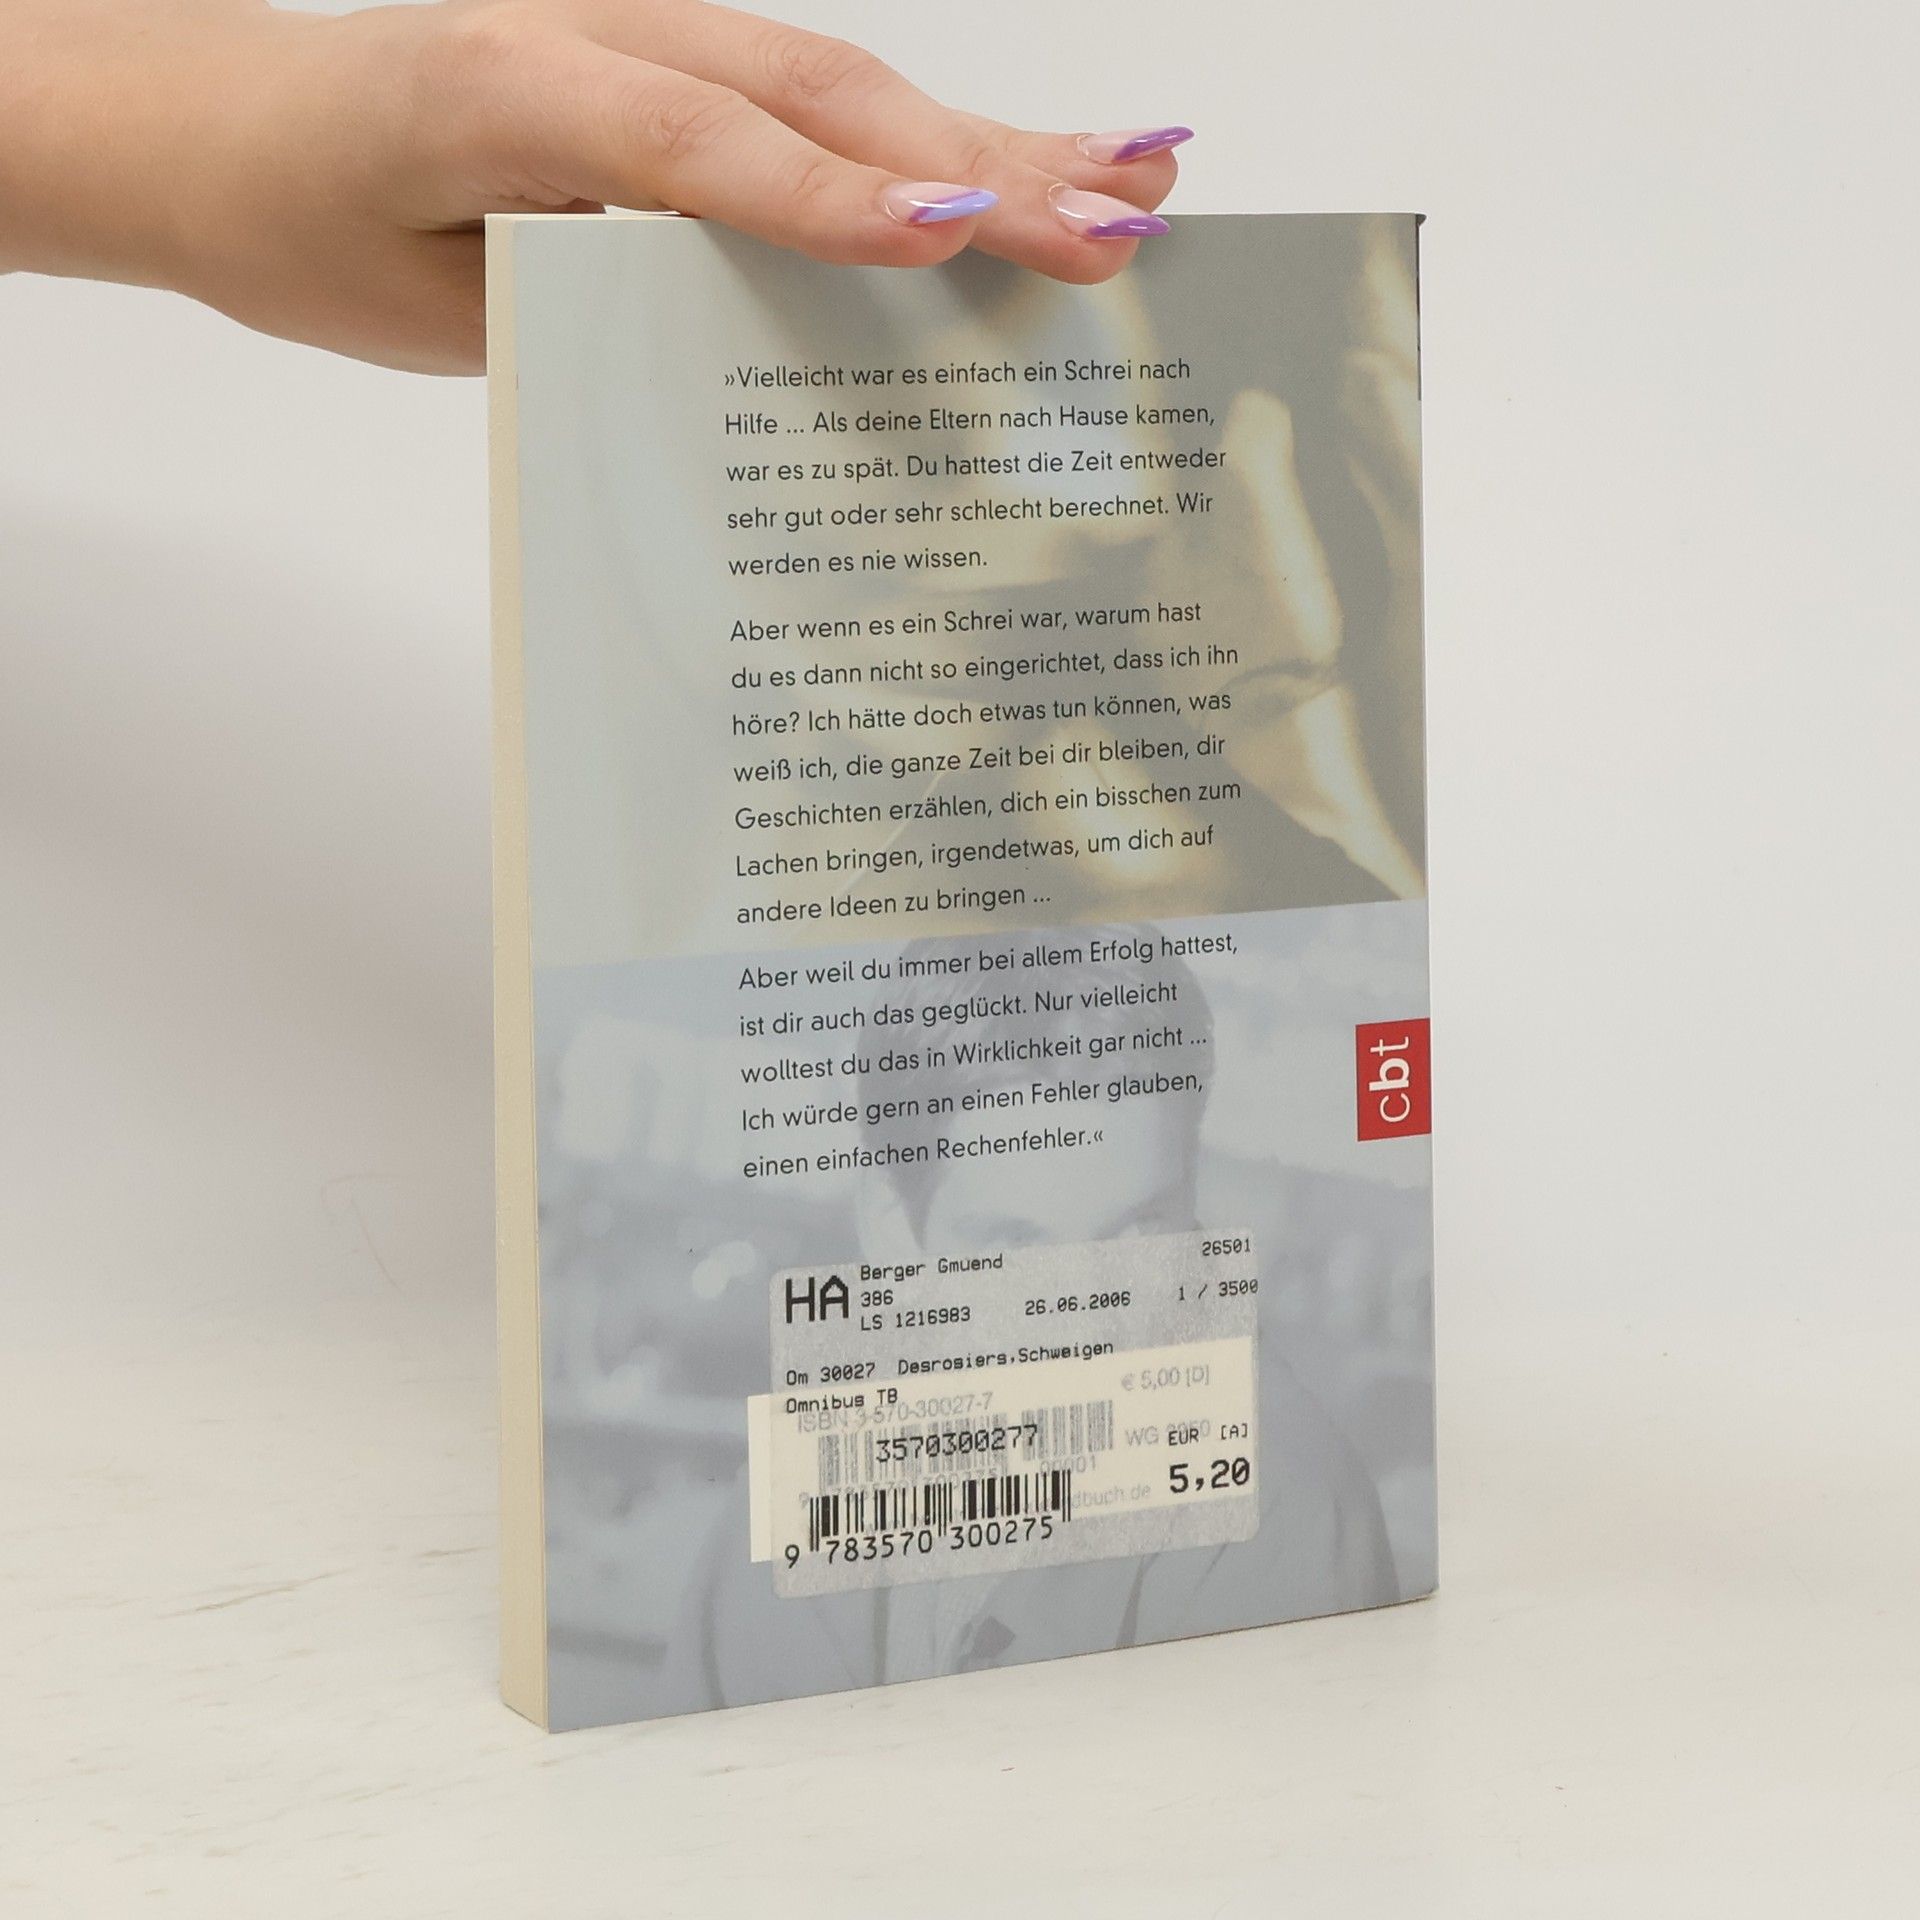 »Vielleicht war es einfach ein Schrei nach
Hilfe ... Als deine Eltern nach Hause kamen,
war es zu spät. Du hattest die Zeit entweder
sehr gut oder sehr schlecht berechnet. Wir
werden es nie wissen.
Aber wenn es ein Schrei war, warum hast
du es dann nicht so eingerichtet, dass ich ihn
höre? Ich hätte doch etwas tun können, was
weiß ich, die ganze Zeit bei dir bleiben, dir
Geschichten erzählen, dich ein bisschen zum
Lachen bringen, irgendetwas, um dich auf
andere Ideen zu bringen ...
Aber weil du immer bei allem Erfolg hattest,
ist dir auch das geglückt. Nur vielleicht
wolltest du das in Wirklichkeit gar nicht ...
Ich würde gern an einen Fehler glauben,
einen einfachen Rechenfehler.«
cbt
HA Berger Gmuend 26501
386
LS 1216983 26.06.2006 1 / 3500
Om 30027 Desrosiers,Schweigen
Omnibus TB
€ 5,00 [D]
ISBN 3-570-30027-7
3570300277
WG
EUR [A]
5,20
9 783570 300275